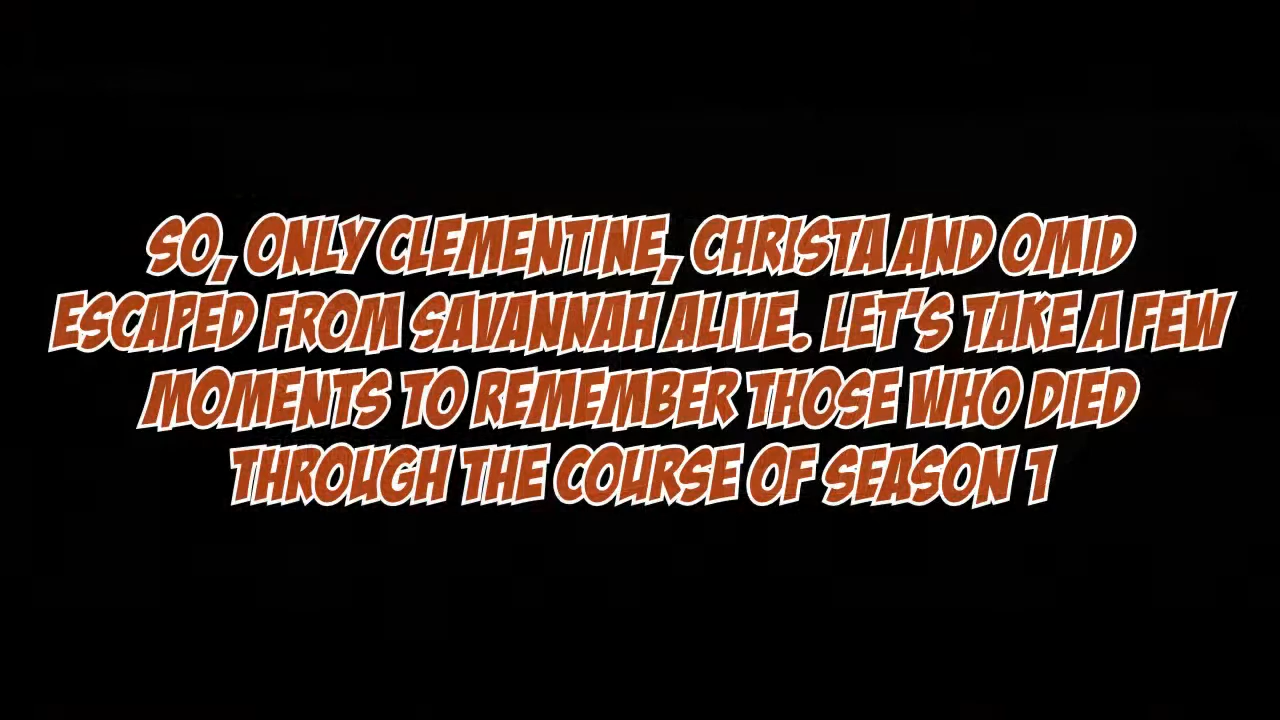 SO, ONLY CLEMENTINE, CHRISTA AND OMID
ESCAPED FROM SAVANNAH ALIVE. LET'S TAKE A FEW
MOMENTS TO REMEMBER THOSE WHO DIED
THROUGH THE COURSE OF SEASON 1